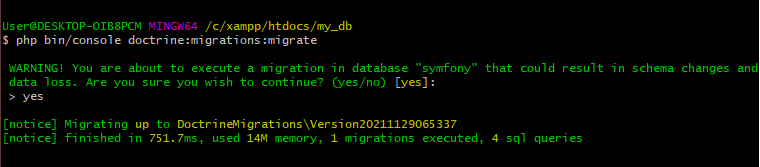 User@DESKTOP-OIB8PCM MINGW64 /c/xampp/htdocs/my_db
$ php bin/console doctrine:migrations:migrate
WARNING! You are about to execute a migration in database "symfony" that could result in schema changes and
data loss. Are you sure you wish to continue? (yes/no) [yes]:
> yes
[notice] Migrating up to DoctrineMigrations\Version20211129065337
[notice] finished in 751.7ms, used 14M memory, 1 migrations executed, 4 sql queries